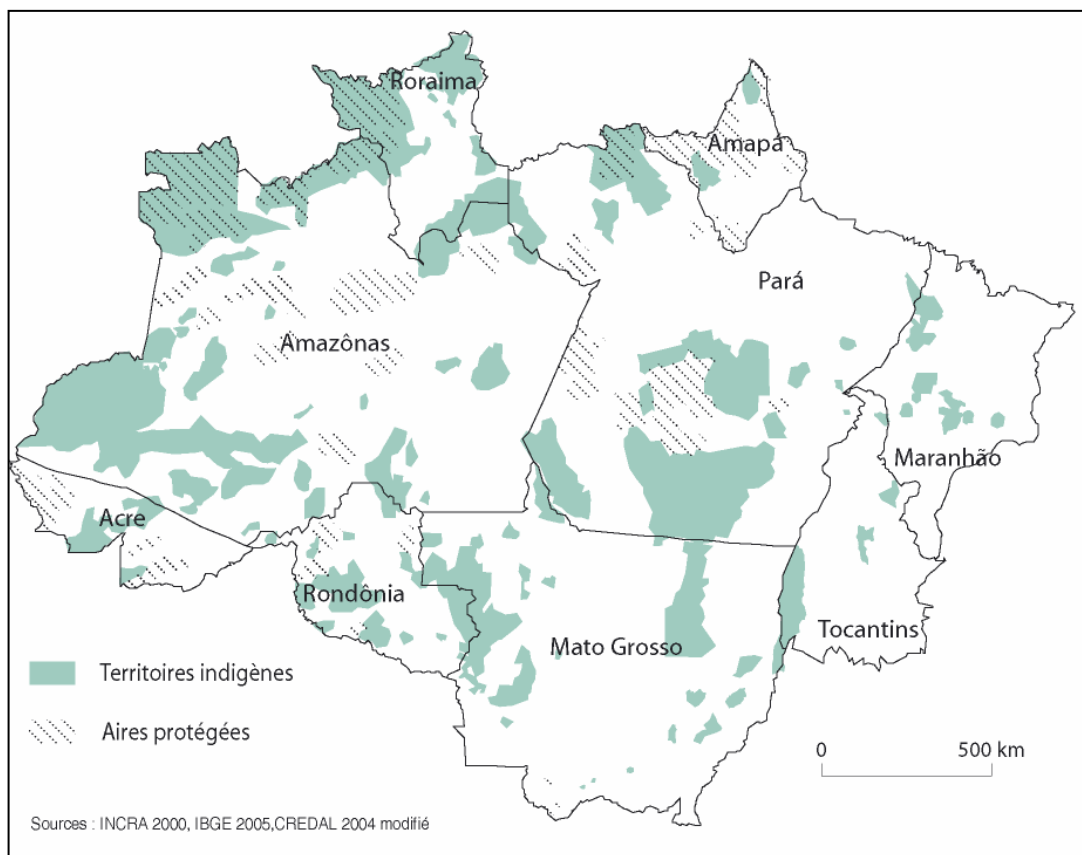 Roraima
Amapá
Pará
Amazônas
Maranhão
Acre
Rondônia
Tocantins
Mato Grosso
Territoires indigènes
Aires protégées
0 500 km
Sources : INCRA 2000, IBGE 2005,CREDAL 2004 modifié